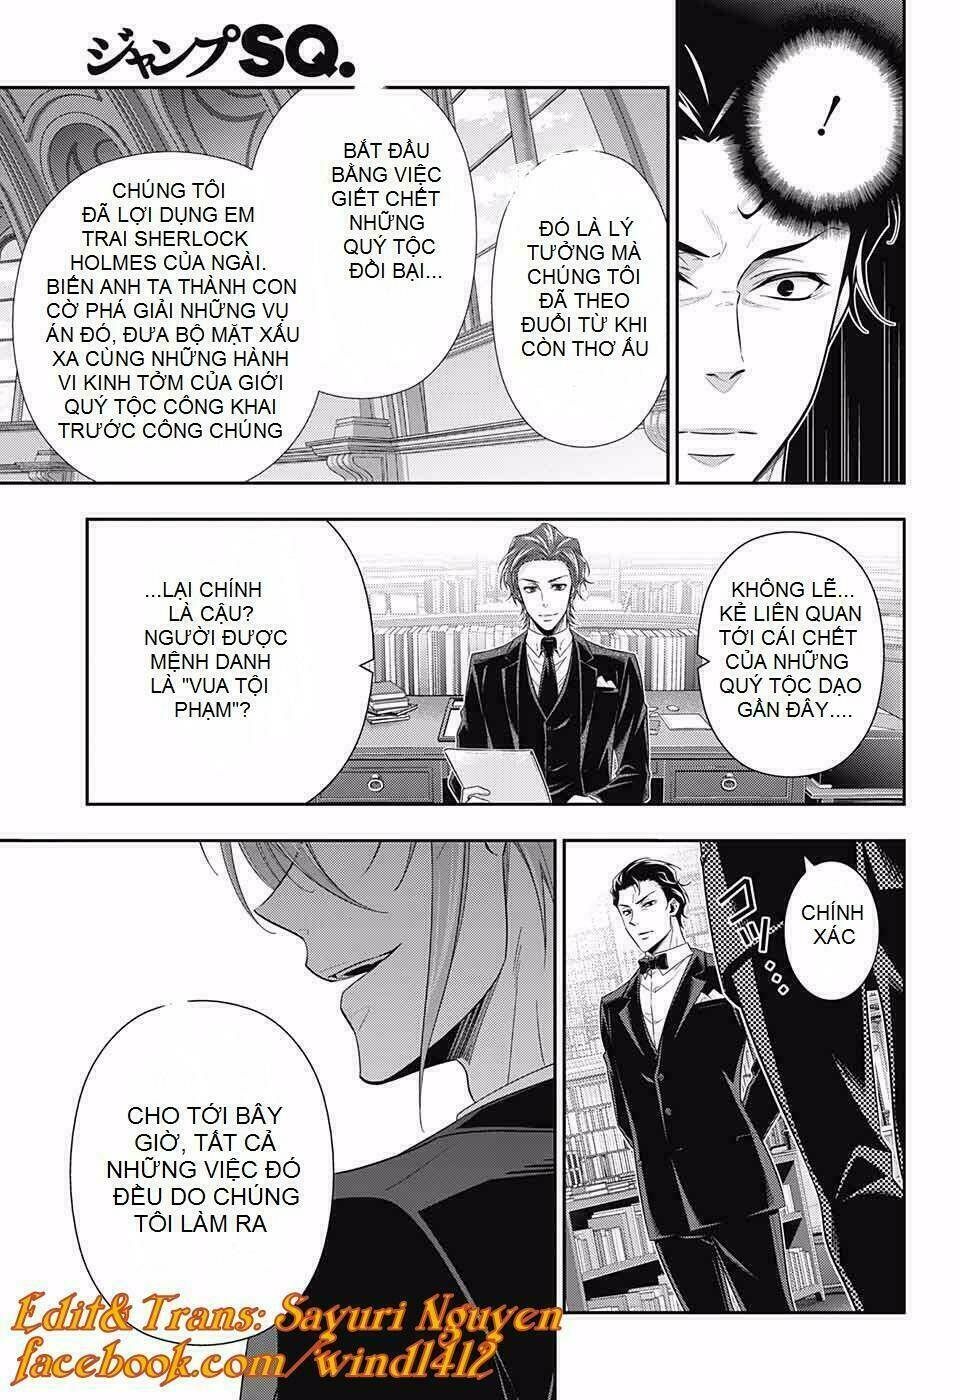 ジャンプSQ.
!
ĐÓ LÀ LÝ
TƯỞNG MÀ
CHÚNG TÔI
ĐÃ THEO
ĐUỔI TỪ KHI
CÒN THƠ ẤU
BẮT ĐẦU
BẰNG VIỆC
GIẾT CHẾT
NHỮNG
QUÝ TỘC
ĐỒI BẠI...
CHÚNG TÔI
ĐÃ LỢI DỤNG EM
TRAI SHERLOCK
HOLMES CỦA NGÀI.
BIẾN ANH TA THÀNH CON
CỜ PHÁ GIẢI NHỮNG VỤ
ÁN ĐÓ, ĐƯA BỘ MẶT XẤU
XA CÙNG NHỮNG HÀNH
VI KINH TỞM CỦA GIỚI
QUÝ TỘC CÔNG KHAI
TRƯỚC CÔNG CHÚNG
KHÔNG LẼ...
KẺ LIÊN QUAN
TỚI CÁI CHẾT
CỦA NHỮNG
QUÝ TỘC DẠO
GẦN ĐÂY....
...LẠI CHÍNH
LÀ CẬU?
NGƯỜI ĐƯỢC
MỆNH DANH
LÀ "VUA TỘI
PHẠM"?
CHÍNH
XÁC
CHO TỚI BÂY
GIỜ, TẤT CẢ
NHỮNG VIỆC ĐÓ
ĐỀU DO CHÚNG
TÔI LÀM RA
Edit& Trans: Sayuri Nguyen
facebook.com/wind1412